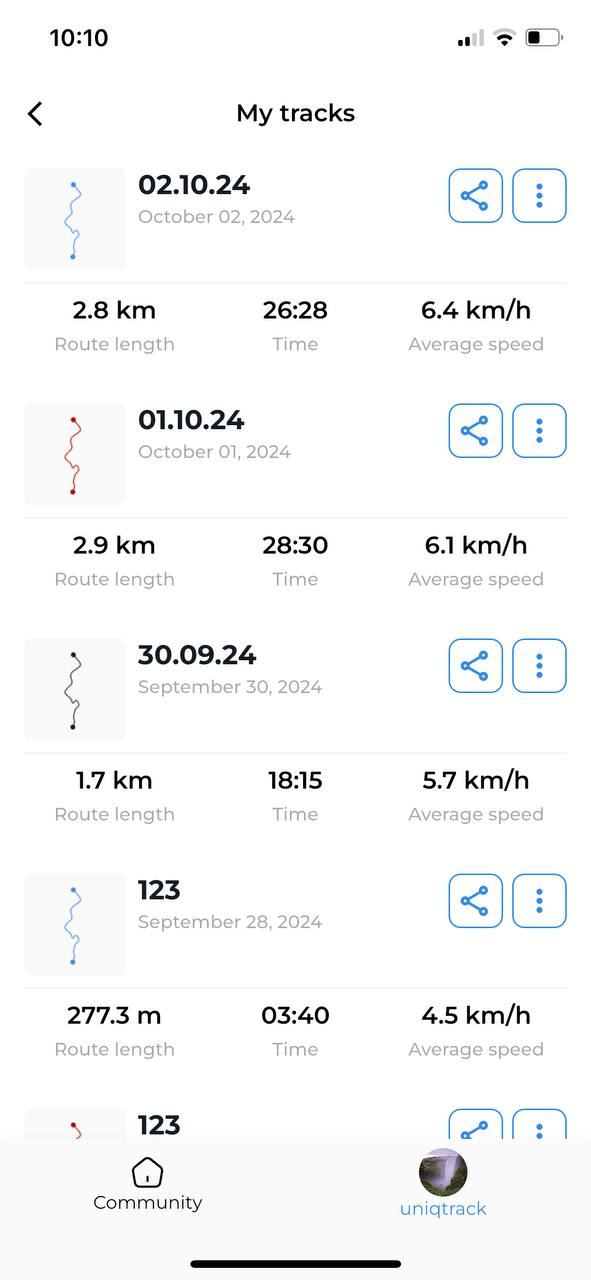 10:10
My tracks
02.10.24
October 02, 2024
2.8 km 26:28 6.4 km/h
Route length Time Average speed
01.10.24
October 01, 2024
2.9 km 28:30 6.1 km/h
Route length Time Average speed
30.09.24
September 30, 2024
1.7 km 18:15 5.7 km/h
Route length Time Average speed
123
September 28, 2024
277.3 m 03:40 4.5 km/h
Route length Time Average speed
123
Community uniqtrack